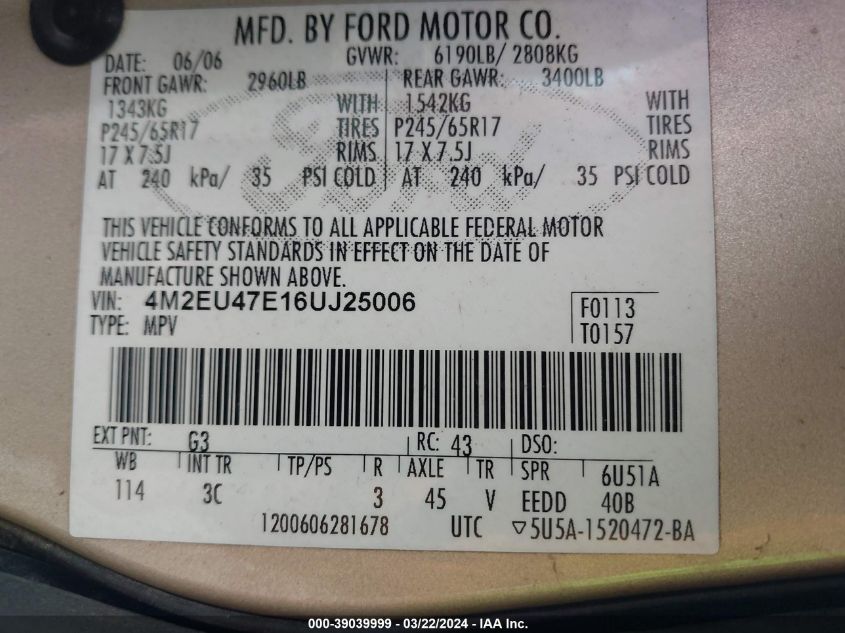 MFD. BY FORD MOTOR CO.
DATE: 06/06 GVWR: 6190LB/ 2808KG
FRONT GAWR: 2960LB REAR GAWR: 3400LB
1343KG WITH 1542KG WITH
P245/65R17 TIRES P245/65R17 TIRES
17 X 7.5J RIMS 17 X 7.5J RIMS
AT 240 kPa/ 35 PSI COLD AT 240 kPa/ 35 PSI COLD
Ford
THIS VEHICLE CONFORMS TO ALL APPLICABLE FEDERAL MOTOR
VEHICLE SAFETY STANDARDS IN EFFECT ON THE DATE OF
MANUFACTURE SHOWN ABOVE.
VIN: 4M2EU47E16UJ25006 F0113
TYPE: MPV T0157
EXT PNT: G3 RC: 43 DSO:
WB INT TR TP/PS R AXLE TR SPR 6U51A
114 3C 3 45 V EEDD 40B
1200606281678 UTC ▽5U5A-1520472-BA
000-39039999 - 03/22/2024 - IAA Inc.